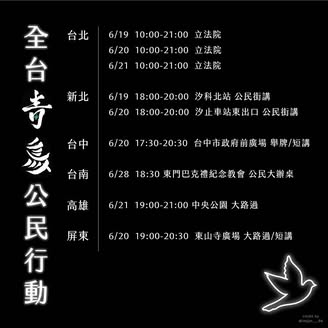 全台青鳥公民行動
台北
6/19 10:00-21:00 立法院
6/20 10:00-21:00 立法院
6/21 10:00-21:00 立法院
新北
6/19 18:00-20:00 汐科北站 公民街講
6/20 18:00-20:00 汐止車站東出口 公民街講
台中
6/20 17:30-20:30 台中市政府前廣場 舉牌/短講
台南
6/28 18:30 東門巴克禮紀念教會 公民大辦桌
高雄
6/21 19:00-21:00 中央公園 大路過
屏東
6/20 19:00-20:30 東山寺廣場 大路過/短講